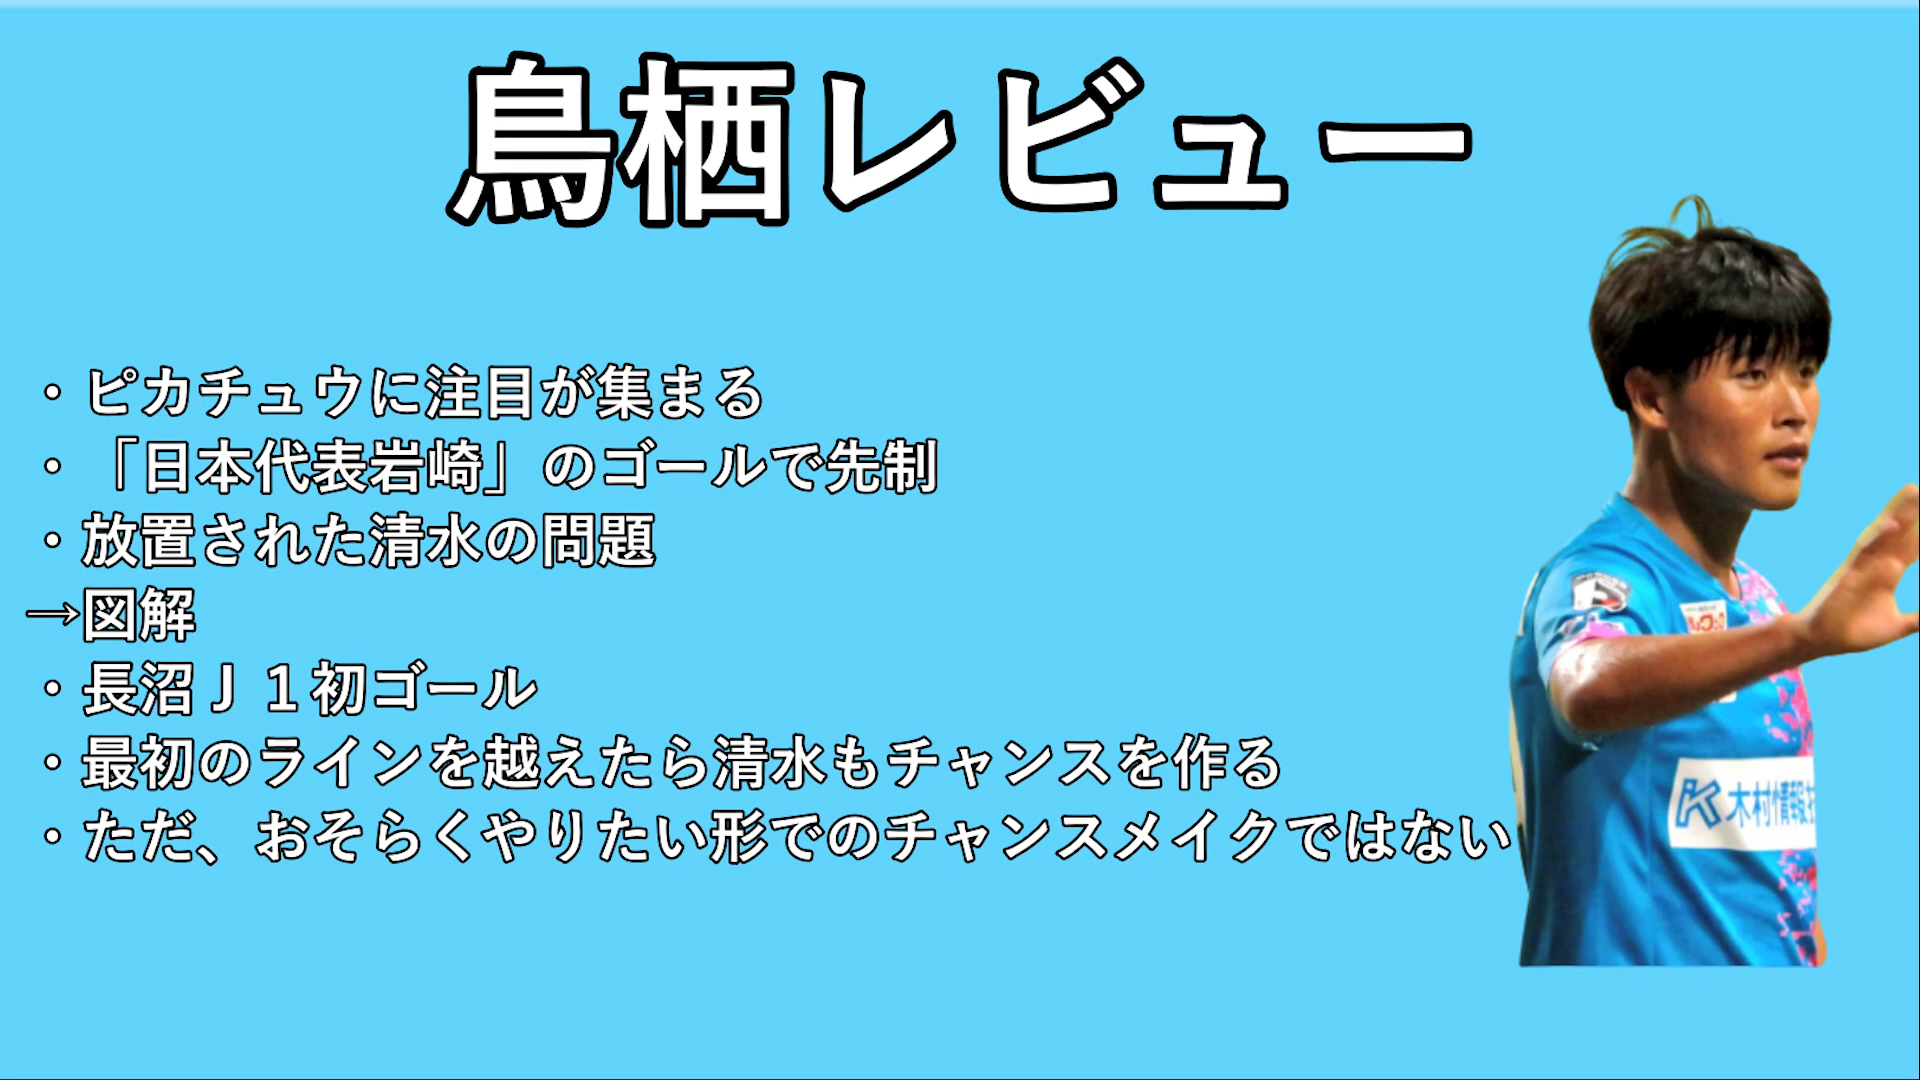 鳥栖レビュー
・ピカチュウに注目が集まる
・「日本代表岩崎」のゴールで先制
・放置された清水の問題
→図解
・長沼Ｊ１初ゴール
・最初のラインを越えたら清水もチャンスを作る
・ただ、おそらくやりたい形でのチャンスメイクではない
K 木村情報技